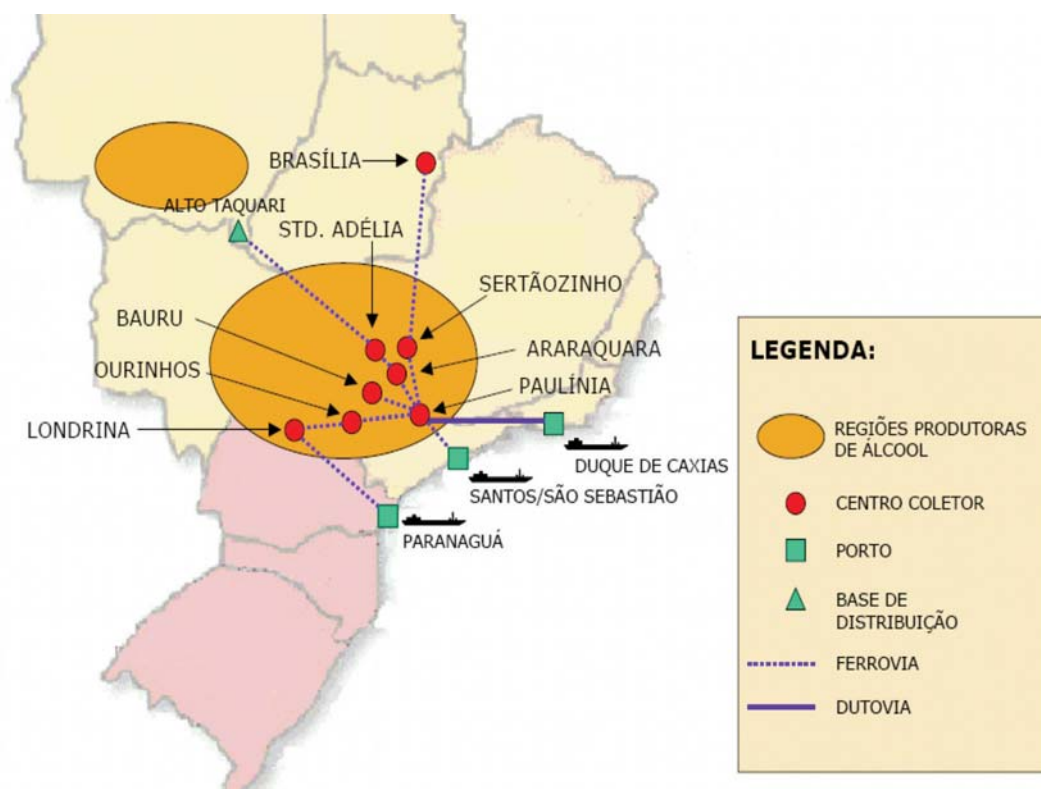 BRASÍLIA
ALTO TAQUARI
STD. ADÉLIA
SERTÃOZINHO
BAURU
ARARAQUARA
OURINHOS
PAULÍNIA
LONDRINA
DUQUE DE CAXIAS
SANTOS/SÃO SEBASTIÃO
PARANAGUÁ
LEGENDA:
REGIÕES PRODUTORAS
DE ÁLCOOL
CENTRO COLETOR
PORTO
BASE DE
DISTRIBUIÇÃO
FERROVIA
DUTOVIA